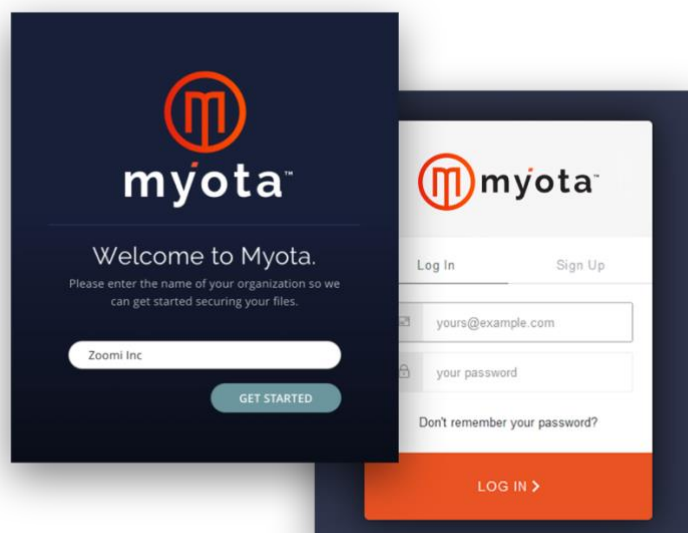 myota™
Welcome to Myota.
Please enter the name of your organization so we
can get started securing your files.
Zoomi Inc
GET STARTED
myota™
Log In
Sign Up
yours@example.com
your password
Don't remember your password?
LOG IN >